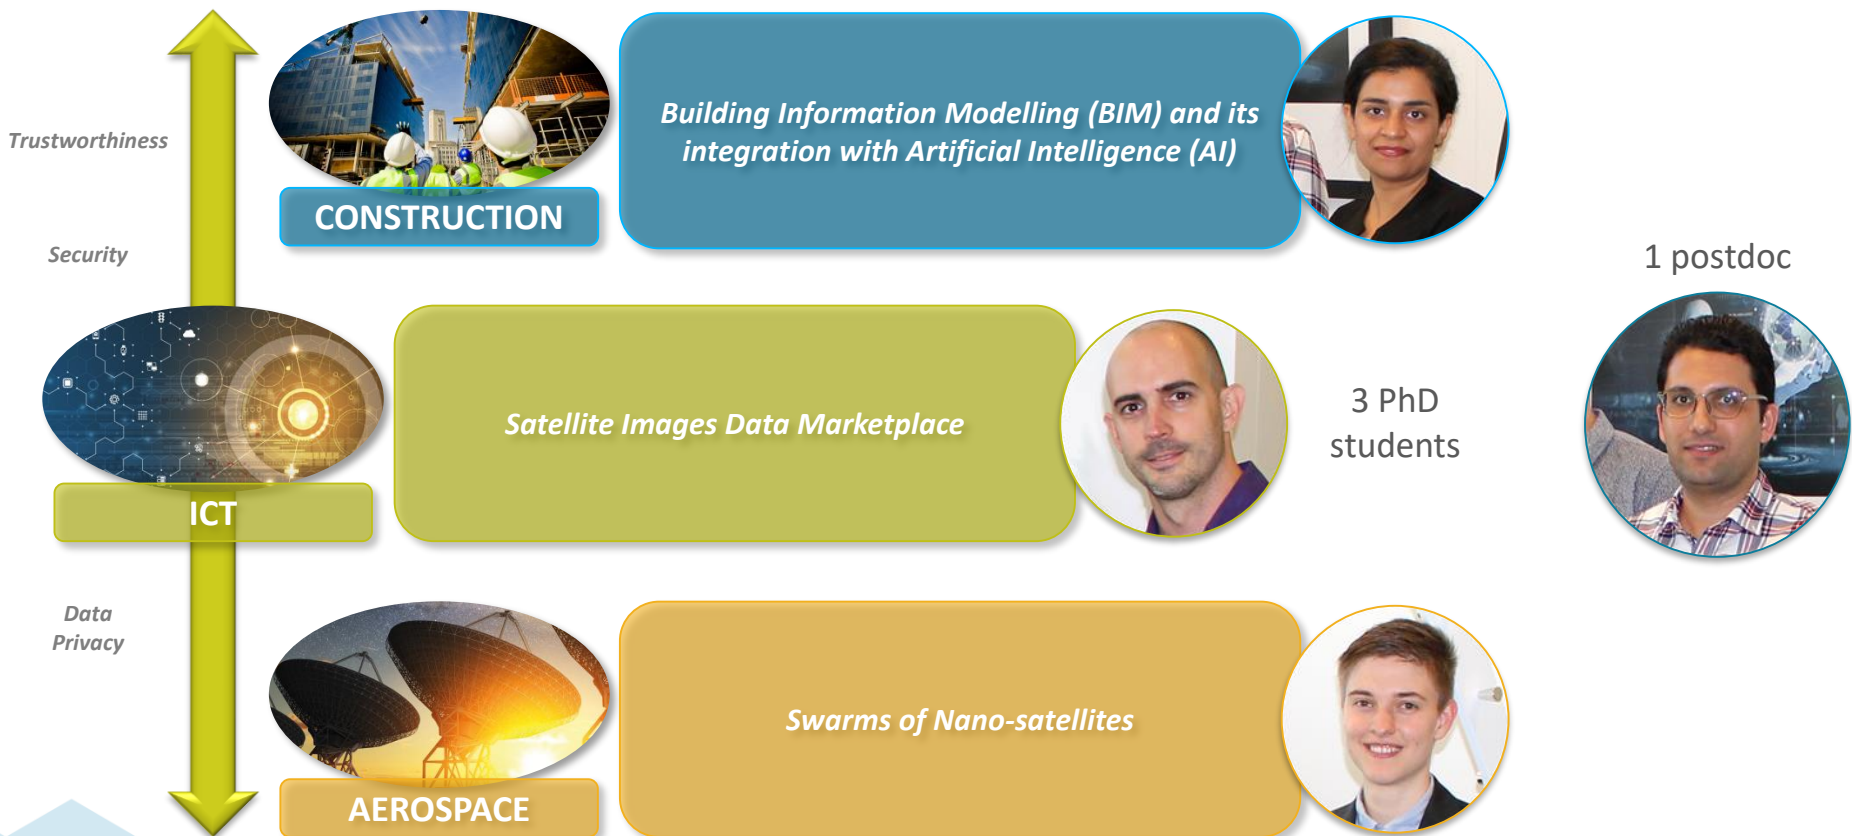 Trustworthiness
Building Information Modelling (BIM) and its
integration with Artificial Intelligence (AI)
CONSTRUCTION
Security
1 postdoc
Satellite Images Data Marketplace
3 PhD
students
ICT
Data
Privacy
Swarms of Nano-satellites
AEROSPACE